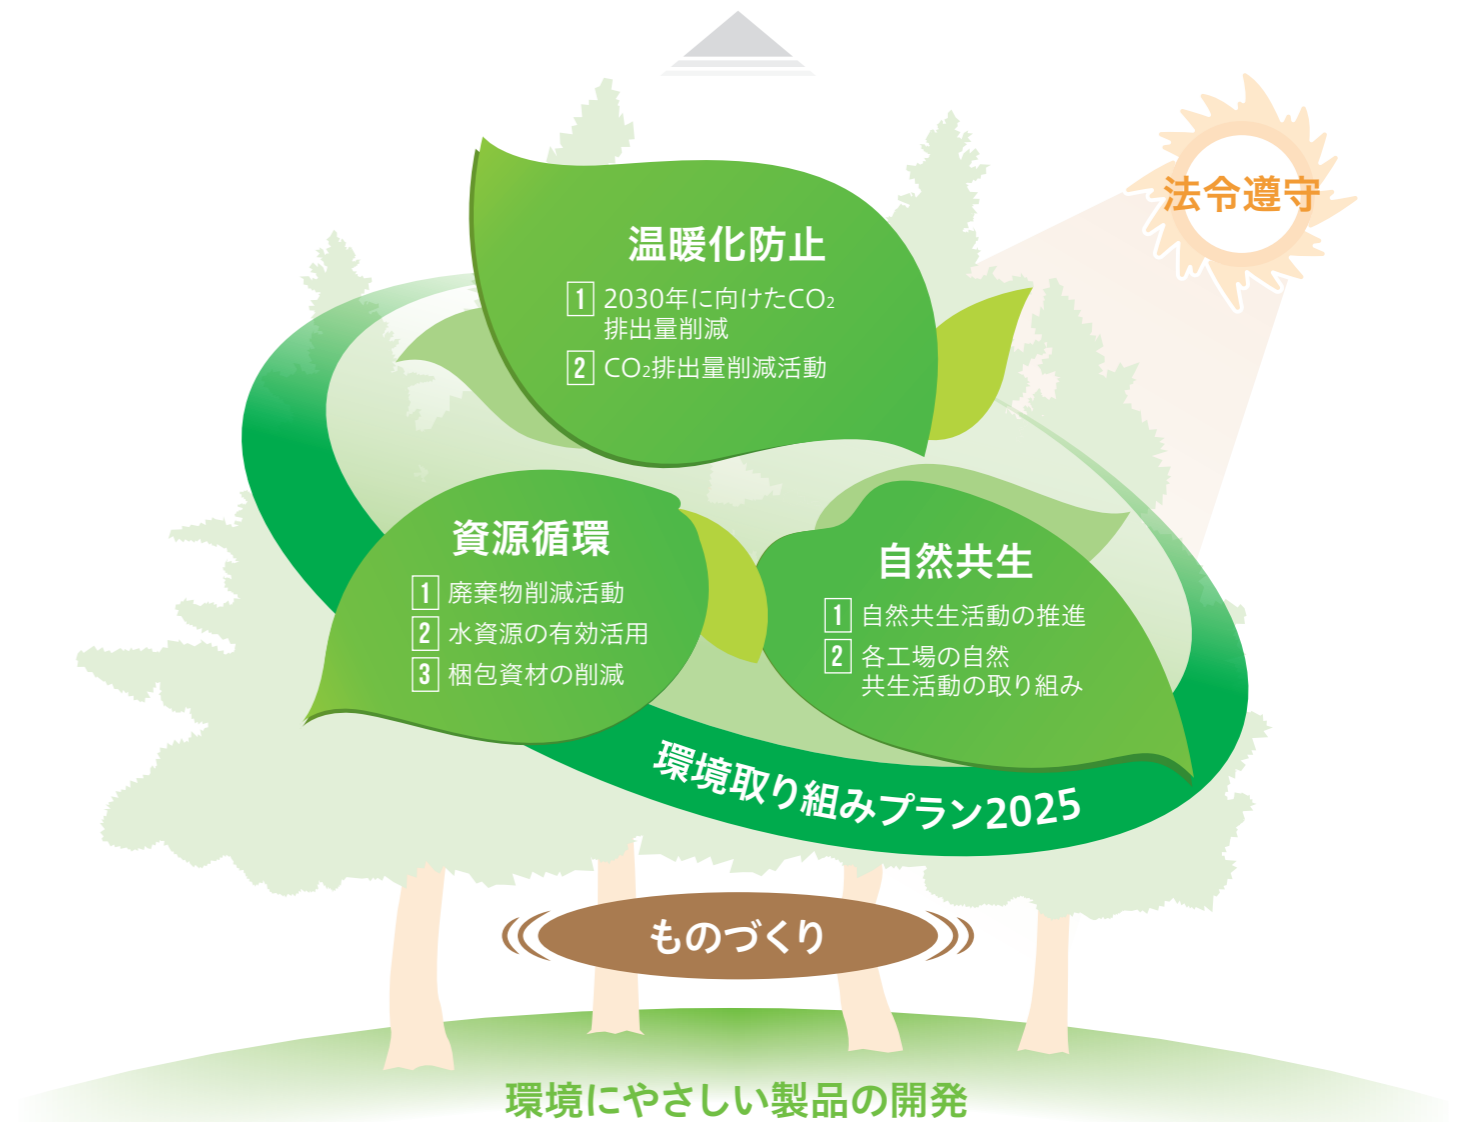 法令遵守
温暖化防止
1 2030年に向けたCO2
排出量削減
2 CO2排出量削減活動
資源循環
1 廃棄物削減活動
2 水資源の有効活用
3 梱包資材の削減
自然共生
1 自然共生活動の推進
2 各工場の自然
共生活動の取り組み
環境取り組みプラン2025
ものづくり
環境にやさしい製品の開発